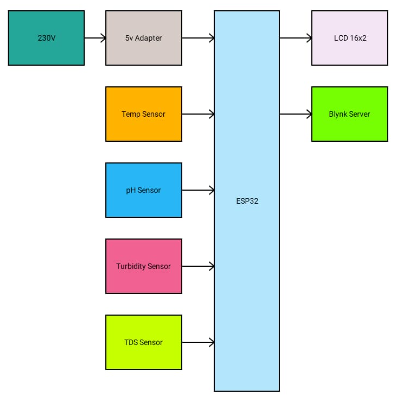 230V
5v Adapter
LCD 16x2
Temp Sensor
Blynk Server
pH Sensor
ESP32
Turbidity Sensor
TDS Sensor